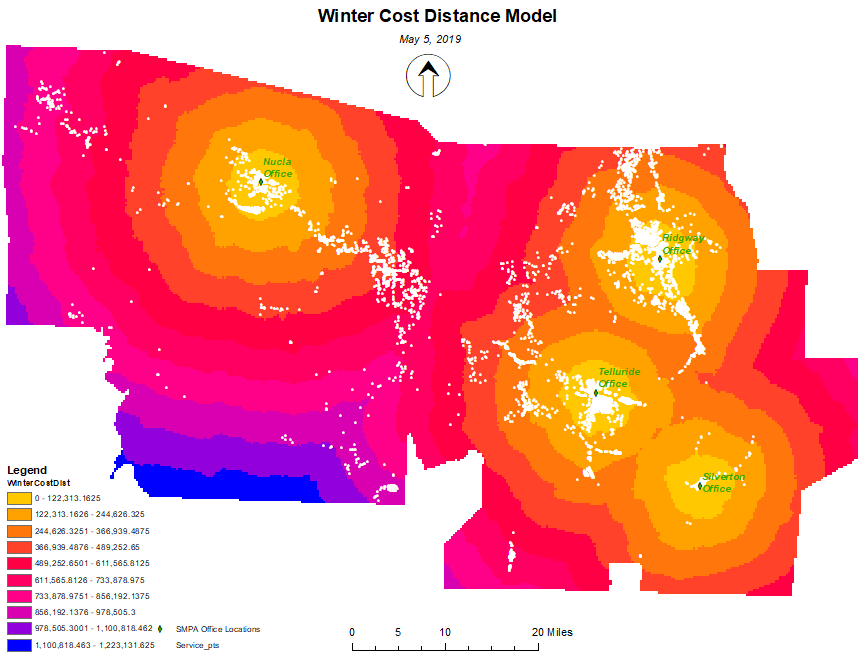 Winter Cost Distance Model
May 5, 2019
Nucla
Office
Ridgway
Office
Telluride
Office
Silverton
Office
Legend
WinterCostDist
0 - 122,313.1625
122,313.1626 - 244,626.325
244,626.3251 - 366,939.4875
366,939.4876 - 489,252.65
489,252.6501 - 611,565.8125
611,565.8126 - 733,878.975
733,878.9751 - 856,192.1375
856,192.1376 - 978,505.3
978,505.3001 - 1,100,818.462
1,100,818.463 - 1,223,131.625
SMPA Office Locations
Service_pts
0 5 10 20 Miles